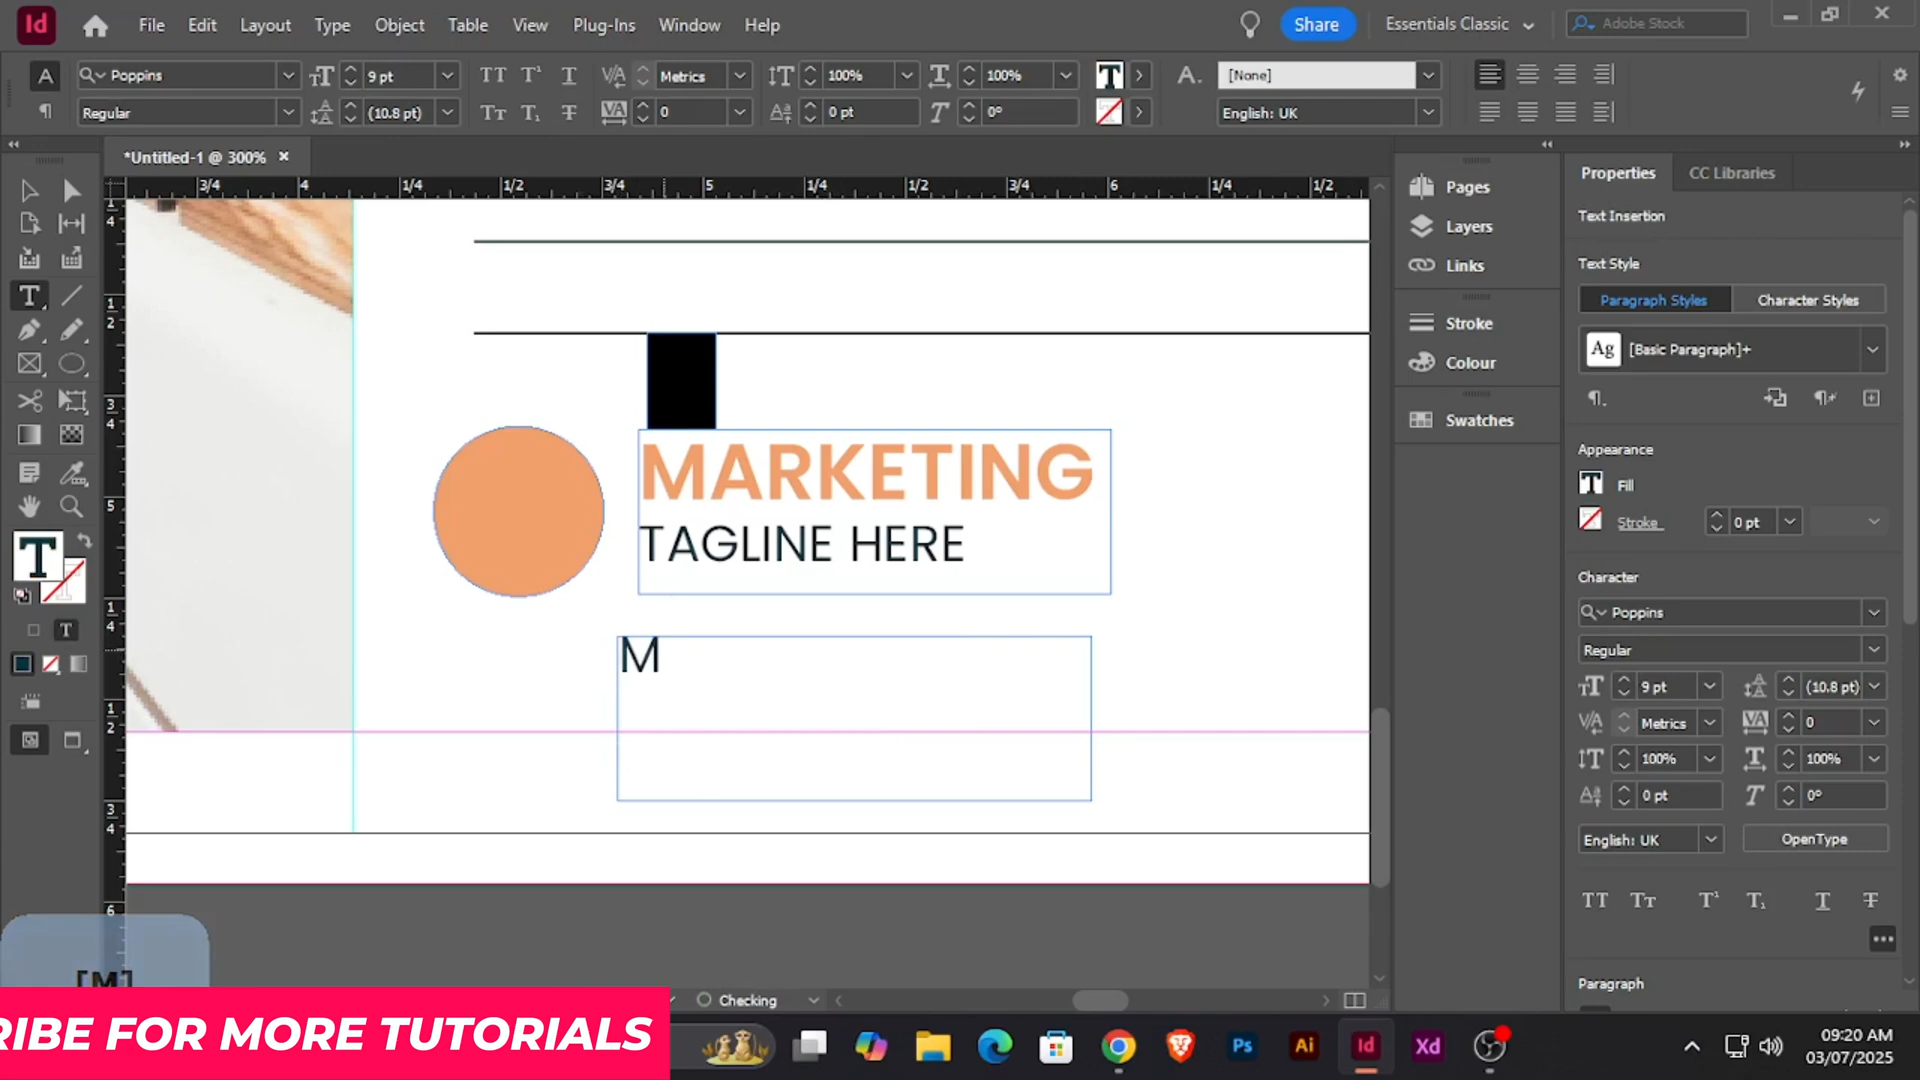 Id File Edit Layout Type Object Table View Plug-Ins Window Help Share Essentials Classic Adobe Stock
A Poppins 9 pt Metrics 100% 100% [None]
Regular (10.8 pt) 0 0 pt 0° English: UK
*Untitled-1 @ 300%
3/4 4 1/4 1/2 3/4 5 1/4 1/2 3/4 6 1/4 1/2
Properties CC Libraries
Pages
Layers
Links
Stroke
Colour
Swatches
Text Insertion
Text Style
Paragraph Styles Character Styles
Ag [Basic Paragraph]+
Appearance
Fill
Stroke 0 pt
Character
Poppins
Regular
9 pt (10.8 pt)
Metrics 0
100% 100%
0 pt 0°
English: UK OpenType
Paragraph
MARKETING
TAGLINE HERE
M
[M]
RIBE FOR MORE TUTORIALS
Checking
Ps Ai Id Xd
09:20 AM
03/07/2025